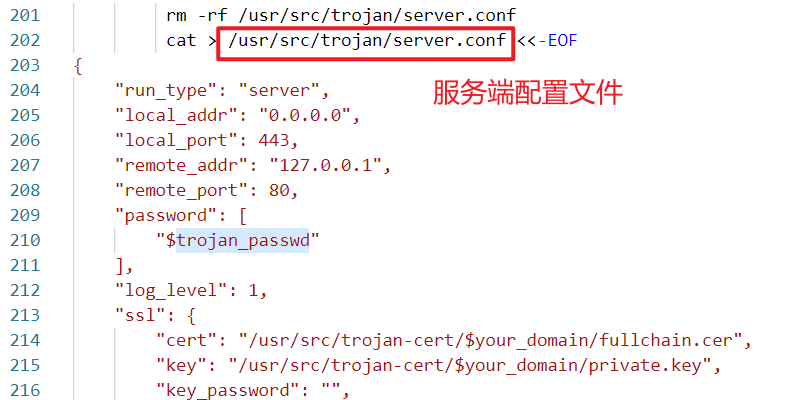 201 rm -rf /usr/src/trojan/server.conf
202 cat > /usr/src/trojan/server.conf <<-EOF
203 {
204 "run_type": "server",
服务端配置文件
205 "local_addr": "0.0.0.0",
206 "local_port": 443,
207 "remote_addr": "127.0.0.1",
208 "remote_port": 80,
209 "password": [
210 "$trojan_passwd"
211 ],
212 "log_level": 1,
213 "ssl": {
214 "cert": "/usr/src/trojan-cert/$your_domain/fullchain.cer",
215 "key": "/usr/src/trojan-cert/$your_domain/private.key",
216 "key_password": "",